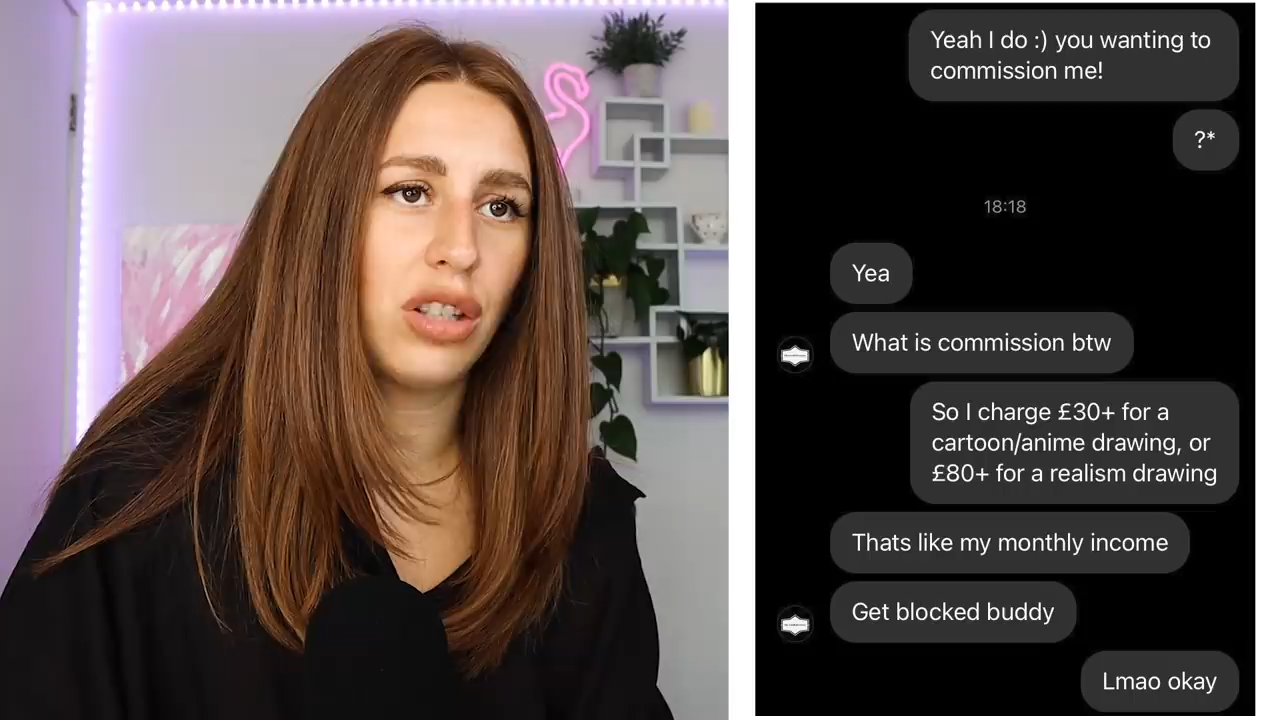 Yeah I do :) you wanting to
commission me!
?*
18:18
Yea
What is commission btw
So I charge £30+ for a
cartoon/anime drawing, or
£80+ for a realism drawing
Thats like my monthly income
Get blocked buddy
Lmao okay